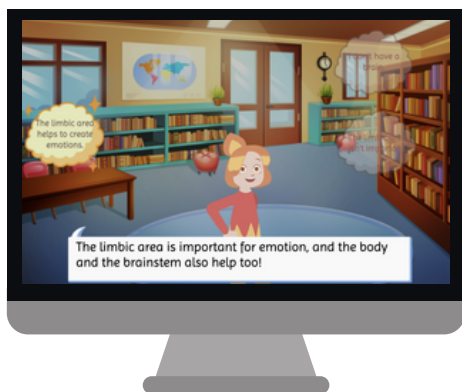 The limbic area
helps to create
emotions.
have a
The limbic area is important for emotion, and the body
and the brainstem also help too!